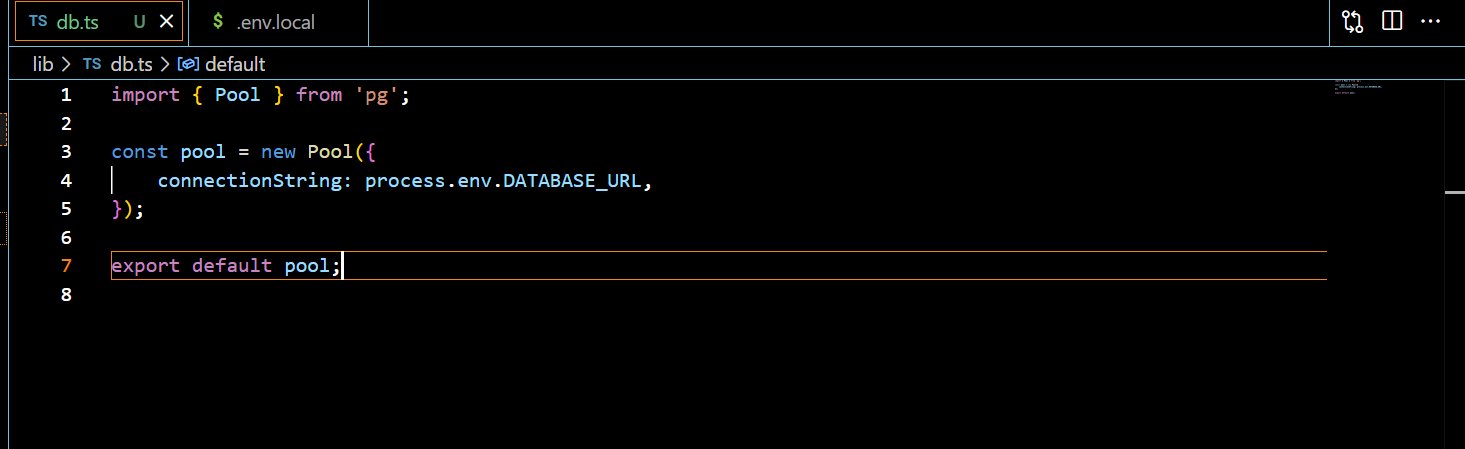 TS db.ts U
$ .env.local
lib > TS db.ts > default
1 import { Pool } from 'pg';
2
3 const pool = new Pool({
4     connectionString: process.env.DATABASE_URL,
5 });
6
7 export default pool;
8